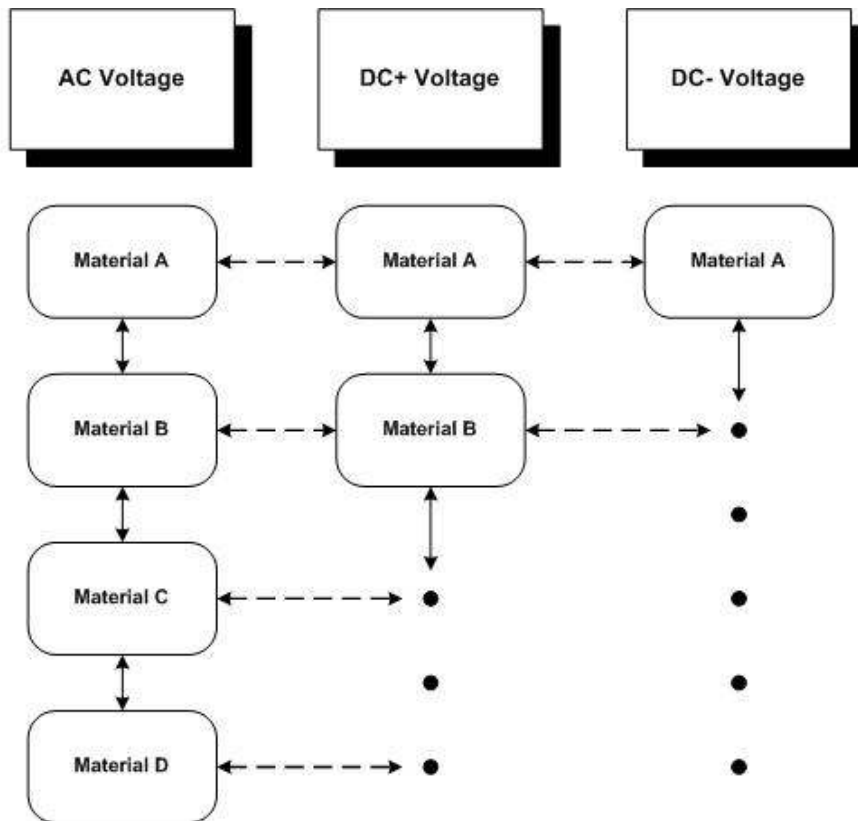 AC Voltage
DC+ Voltage
DC- Voltage
Material A
Material A
Material A
Material B
Material B
Material C
Material D